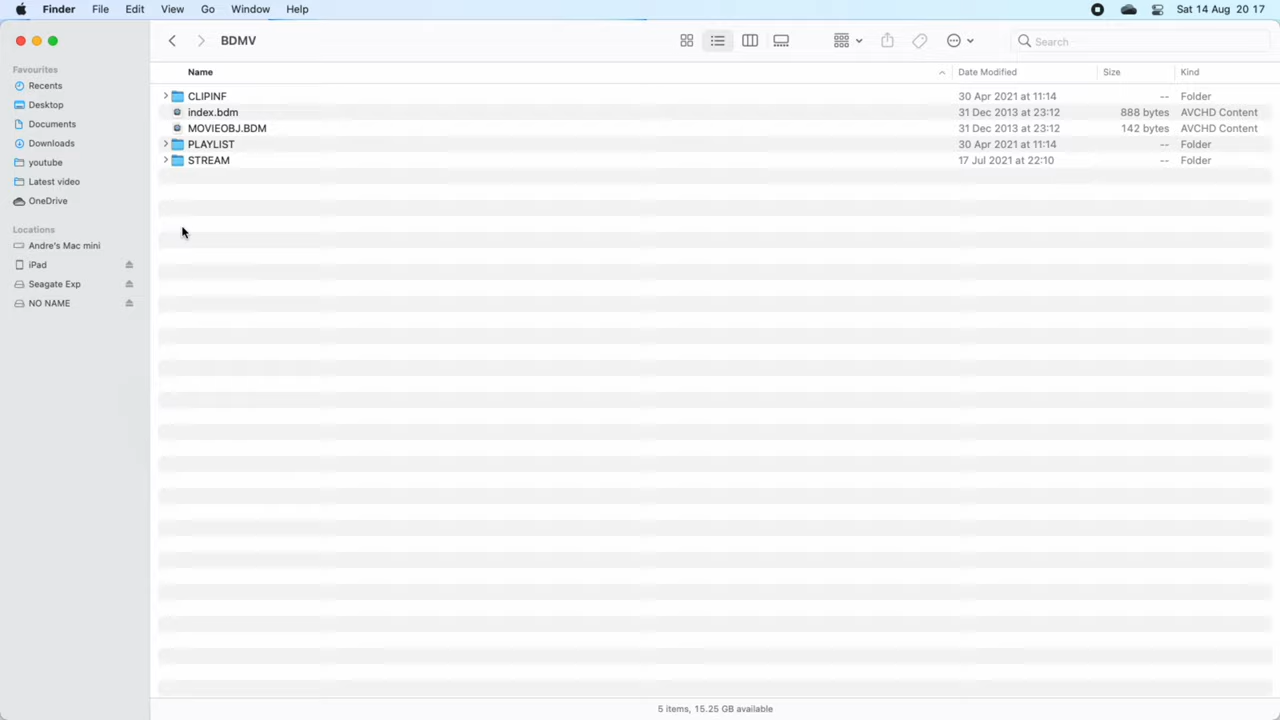 Finder File Edit View Go Window Help Sat 14 Aug 20 17
BDMV Search
Favourites
Recents
Desktop
Documents
Downloads
youtube
Latest video
OneDrive
Locations
Andre's Mac mini
iPad
Seagate Exp
NO NAME
Name Date Modified Size Kind
CLIPINF 30 Apr 2021 at 11:14 -- Folder
index.bdm 31 Dec 2013 at 23:12 888 bytes AVCHD Content
MOVIEOBJ.BDM 31 Dec 2013 at 23:12 142 bytes AVCHD Content
PLAYLIST 30 Apr 2021 at 11:14 -- Folder
STREAM 17 Jul 2021 at 22:10 -- Folder
5 items, 15.25 GB available